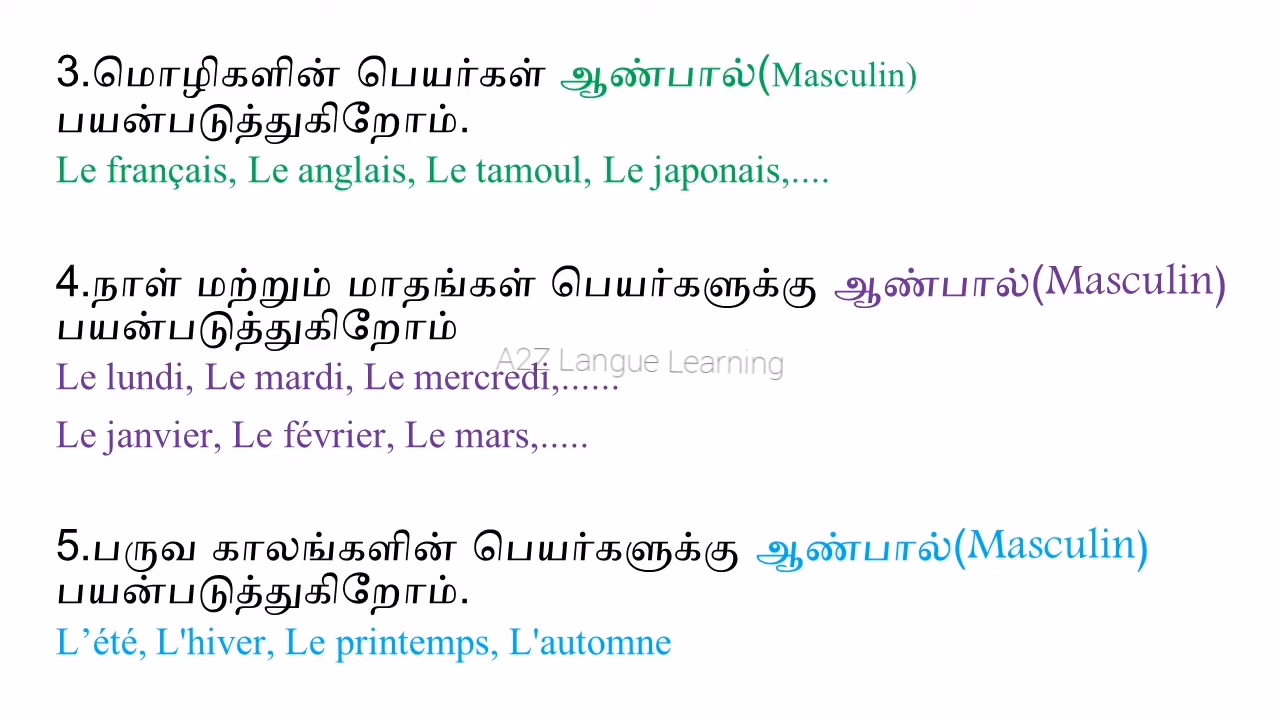 3.மொழிகளின் பெயர்கள் ஆண்பால்(Masculin)
பயன்படுத்துகிறோம்.
Le français, Le anglais, Le tamoul, Le japonais,....
4.நாள் மற்றும் மாதங்கள் பெயர்களுக்கு ஆண்பால்(Masculin)
பயன்படுத்துகிறோம்
A2Z Langue Learning
Le lundi, Le mardi, Le mercredi,......
Le janvier, Le février, Le mars,.....
5.பருவ காலங்களின் பெயர்களுக்கு ஆண்பால்(Masculin)
பயன்படுத்துகிறோம்.
L’été, L'hiver, Le printemps, L'automne